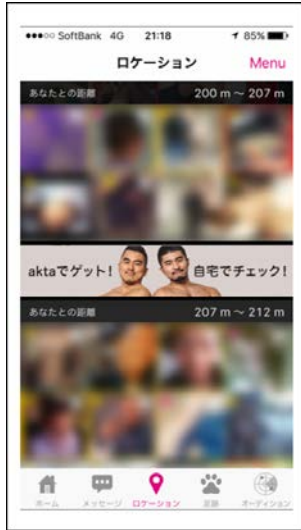 SoftBank 4G 21:18 85%
ロケーション Menu
あなたとの距離 200 m ～ 207 m
aktaでゲット! 自宅でチェック!
あなたとの距離 207 m ～ 212 m
ホーム メッセージ ロケーション 足跡 オーディション